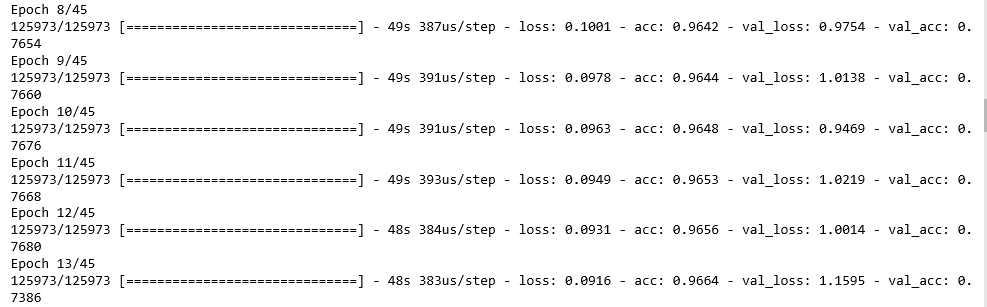 Epoch 8/45
125973/125973 [==============================] - 49s 387us/step - loss: 0.1001 - acc: 0.9642 - val_loss: 0.9754 - val_acc: 0.
7654
Epoch 9/45
125973/125973 [==============================] - 49s 391us/step - loss: 0.0978 - acc: 0.9644 - val_loss: 1.0138 - val_acc: 0.
7660
Epoch 10/45
125973/125973 [==============================] - 49s 391us/step - loss: 0.0963 - acc: 0.9648 - val_loss: 0.9469 - val_acc: 0.
7676
Epoch 11/45
125973/125973 [==============================] - 49s 393us/step - loss: 0.0949 - acc: 0.9653 - val_loss: 1.0219 - val_acc: 0.
7668
Epoch 12/45
125973/125973 [==============================] - 48s 384us/step - loss: 0.0931 - acc: 0.9656 - val_loss: 1.0014 - val_acc: 0.
7680
Epoch 13/45
125973/125973 [==============================] - 48s 383us/step - loss: 0.0916 - acc: 0.9664 - val_loss: 1.1595 - val_acc: 0.
7386